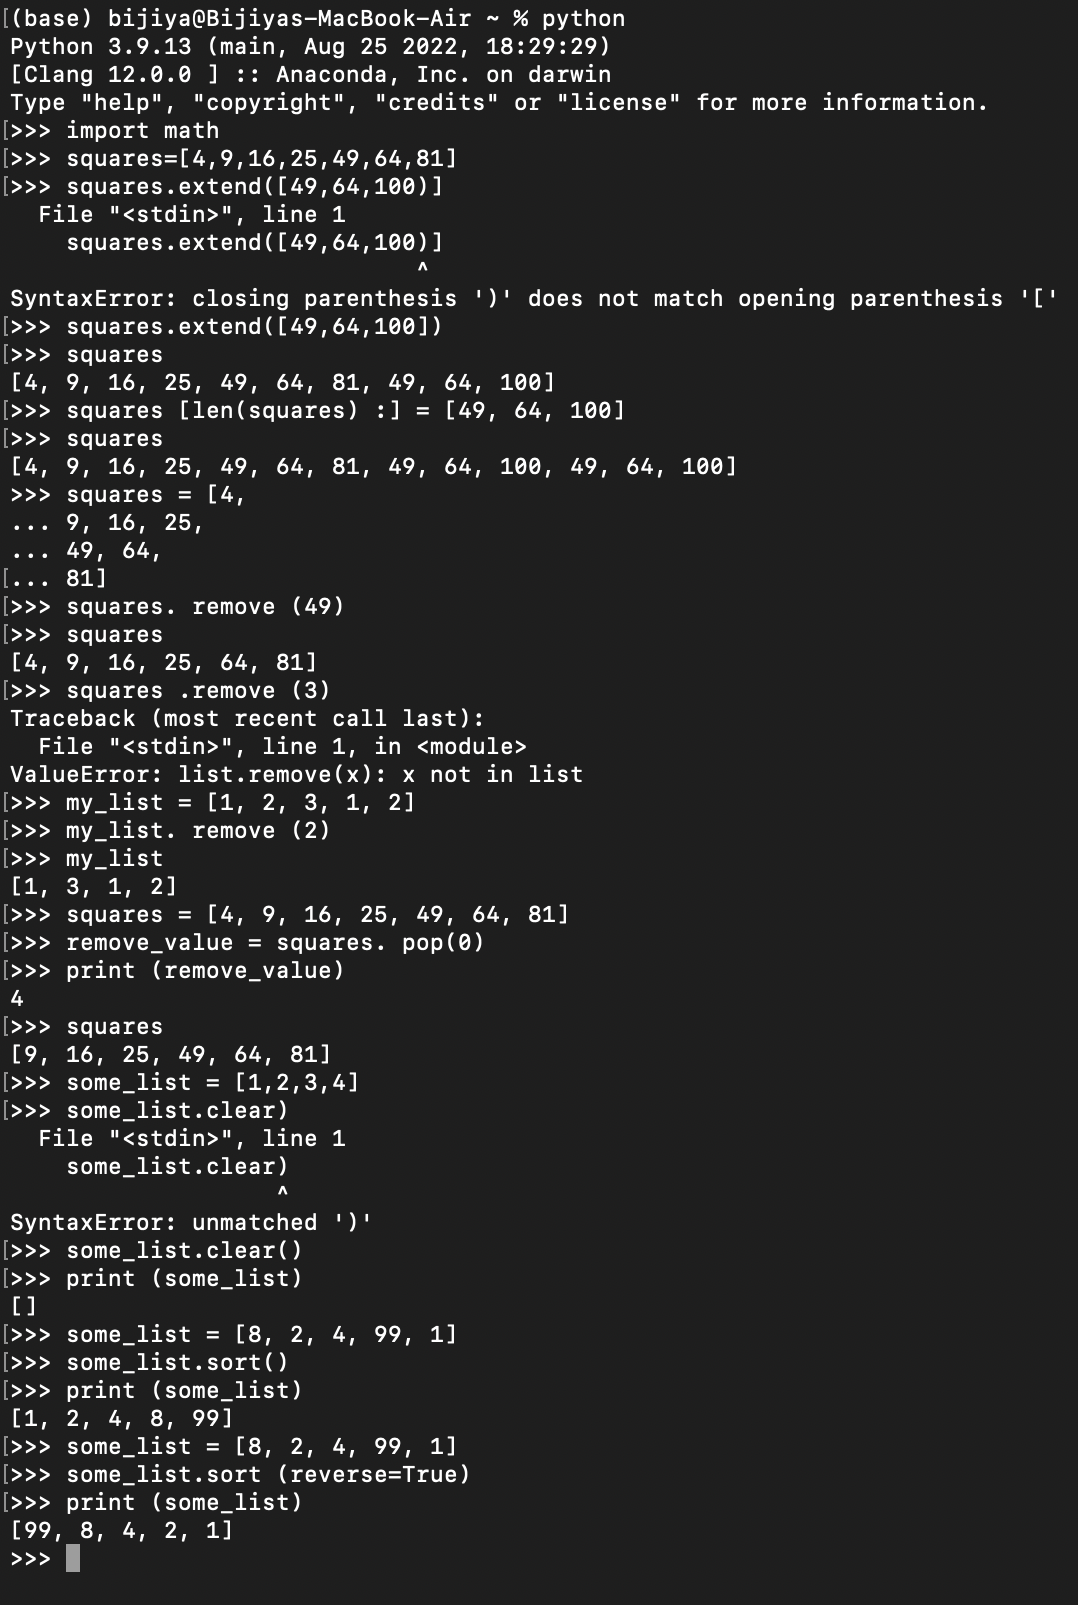 [(base) bijiya@Bijiyas-MacBook-Air ~ % python
Python 3.9.13 (main, Aug 25 2022, 18:29:29)
[Clang 12.0.0 ] :: Anaconda, Inc. on darwin
Type "help", "copyright", "credits" or "license" for more information.
[>>> import math
[>>> squares=[4,9,16,25,49,64,81]
[>>> squares.extend([49,64,100)]
  File "<stdin>", line 1
    squares.extend([49,64,100)]
                             ^
SyntaxError: closing parenthesis ')' does not match opening parenthesis '['
[>>> squares.extend([49,64,100])
[>>> squares
[4, 9, 16, 25, 49, 64, 81, 49, 64, 100]
[>>> squares [len(squares) :] = [49, 64, 100]
[>>> squares
[4, 9, 16, 25, 49, 64, 81, 49, 64, 100, 49, 64, 100]
>>> squares = [4,
... 9, 16, 25,
... 49, 64,
[... 81]
[>>> squares. remove (49)
[>>> squares
[4, 9, 16, 25, 64, 81]
[>>> squares .remove (3)
Traceback (most recent call last):
  File "<stdin>", line 1, in <module>
ValueError: list.remove(x): x not in list
[>>> my_list = [1, 2, 3, 1, 2]
[>>> my_list. remove (2)
[>>> my_list
[1, 3, 1, 2]
[>>> squares = [4, 9, 16, 25, 49, 64, 81]
[>>> remove_value = squares. pop(0)
[>>> print (remove_value)
4
[>>> squares
[9, 16, 25, 49, 64, 81]
[>>> some_list = [1,2,3,4]
[>>> some_list.clear)
  File "<stdin>", line 1
    some_list.clear)
                   ^
SyntaxError: unmatched ')'
[>>> some_list.clear()
[>>> print (some_list)
[]
[>>> some_list = [8, 2, 4, 99, 1]
[>>> some_list.sort()
[>>> print (some_list)
[1, 2, 4, 8, 99]
[>>> some_list = [8, 2, 4, 99, 1]
[>>> some_list.sort (reverse=True)
[>>> print (some_list)
[99, 8, 4, 2, 1]
>>>